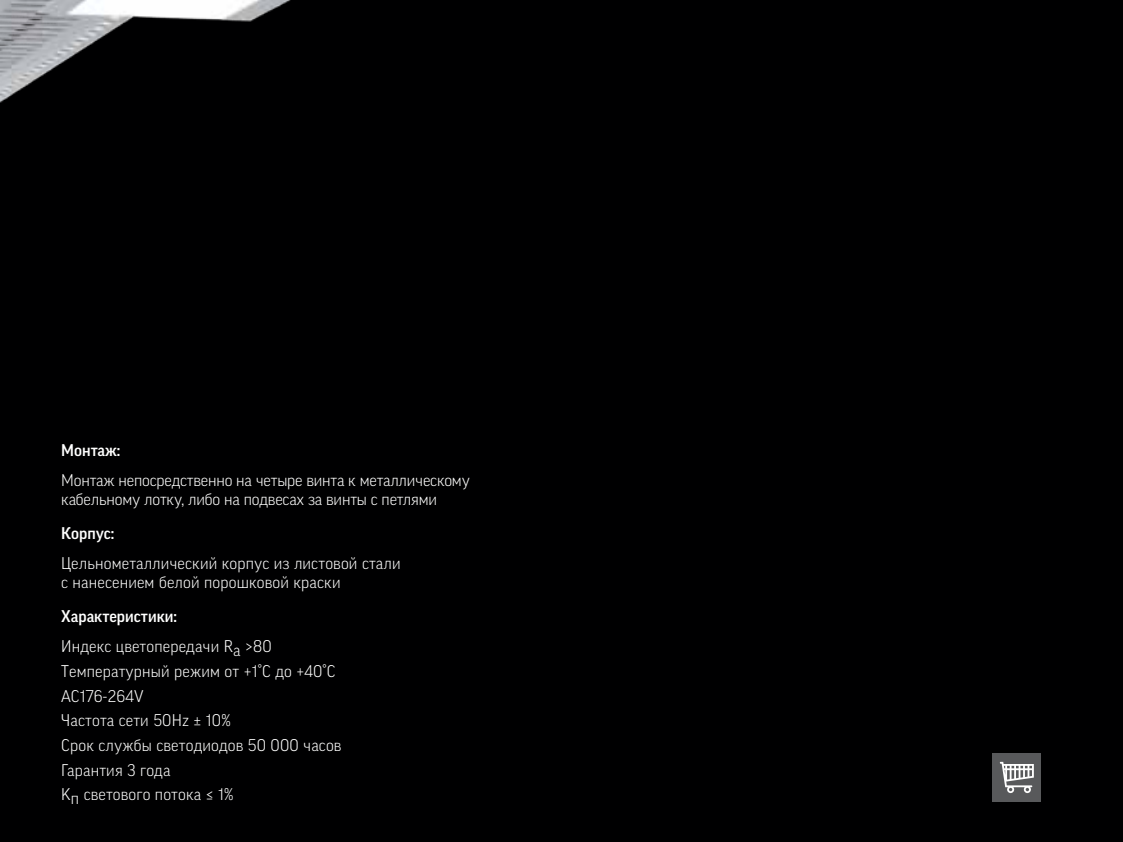 Монтаж:
Монтаж непосредственно на четыре винта к металлическому
кабельному лотку, либо на подвесах за винты с петлями
Корпус:
Цельнометаллический корпус из листовой стали
с нанесением белой порошковой краски
Характеристики:
Индекс цветопередачи Ra >80
Температурный режим от +1˚С до +40˚С
AC176-264V
Частота сети 50Hz ± 10%
Срок службы светодиодов 50 000 часов
Гарантия 3 года
Кп светового потока ≤ 1%